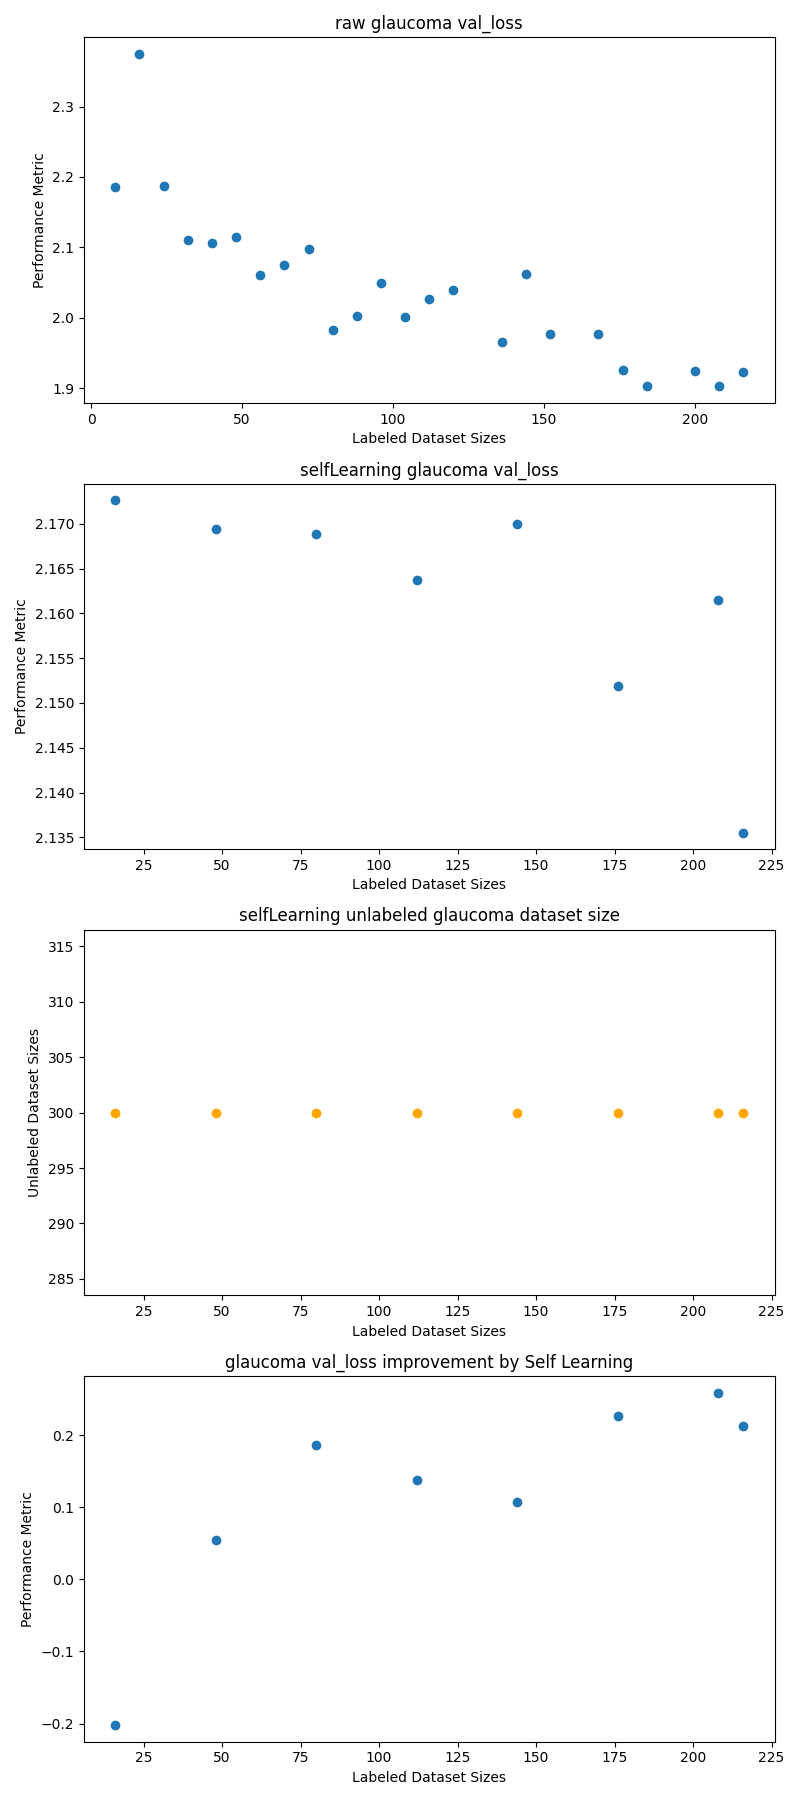 raw glaucoma val_loss
Performance Metric
2.3
2.2
2.1
2.0
1.9
0 50 100 150 200
Labeled Dataset Sizes
selfLearning glaucoma val_loss
Performance Metric
2.170
2.165
2.160
2.155
2.150
2.145
2.140
2.135
25 50 75 100 125 150 175 200 225
Labeled Dataset Sizes
selfLearning unlabeled glaucoma dataset size
Unlabeled Dataset Sizes
315
310
305
300
295
290
285
25 50 75 100 125 150 175 200 225
Labeled Dataset Sizes
glaucoma val_loss improvement by Self Learning
Performance Metric
0.2
0.1
0.0
−0.1
−0.2
25 50 75 100 125 150 175 200 225
Labeled Dataset Sizes